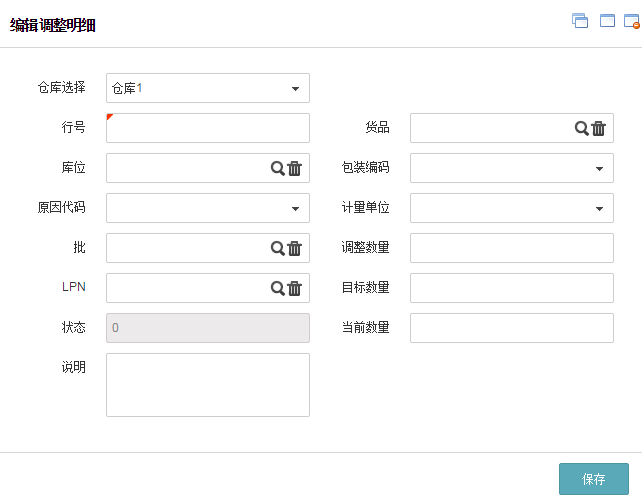 编辑调整明细
仓库选择 仓库1
行号 货品
库位 包装编码
原因代码 计量单位
批 调整数量
LPN 目标数量
状态 0 当前数量
说明
保存